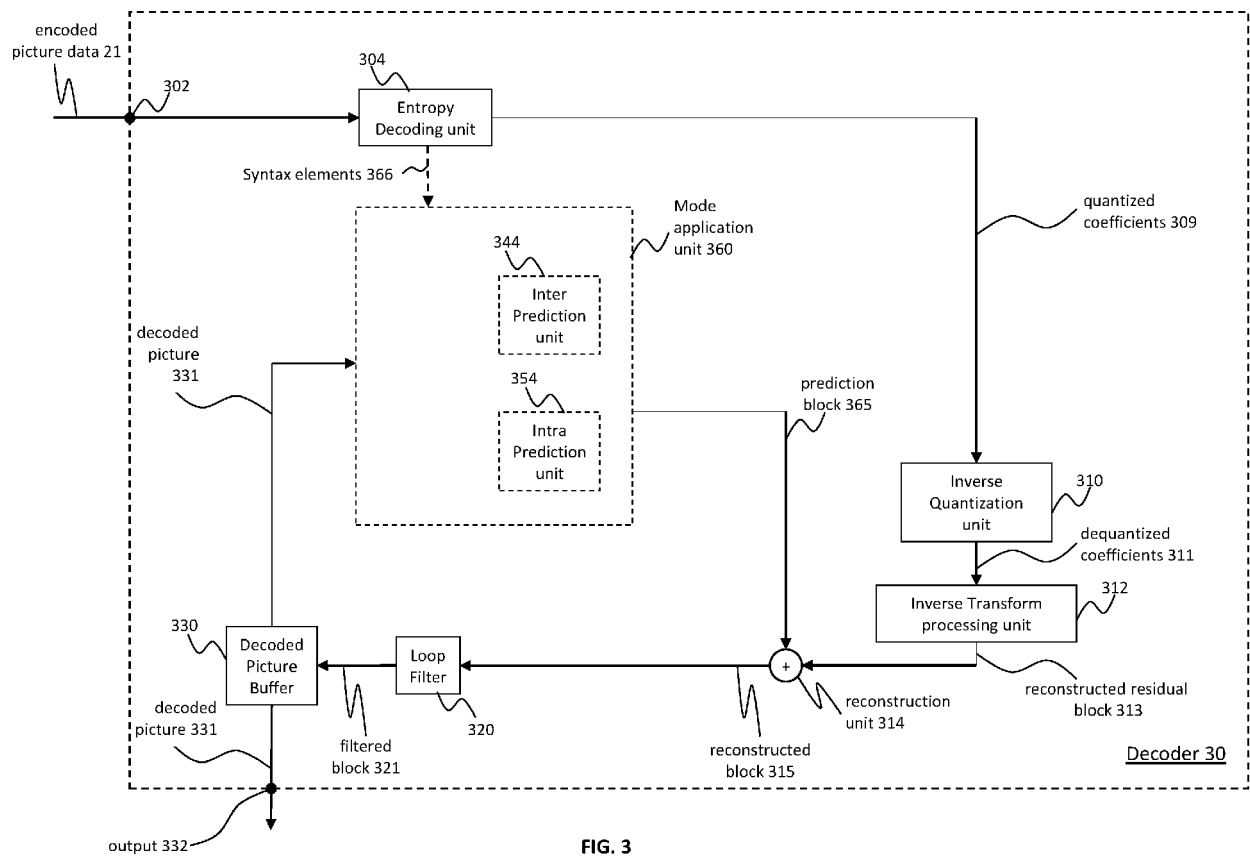 encoded
picture data 21
302
304
Entropy
Decoding unit
Syntax elements 366
Mode
application
unit 360
quantized
coefficients 309
344
Inter
Prediction
unit
decoded
picture
331
354
Intra
Prediction
unit
prediction
block 365
Inverse
Quantization
unit
310
dequantized
coefficients 311
Inverse Transform
processing unit
312
330
Decoded
Picture
Buffer
Loop
Filter
320
+
reconstruction
unit 314
reconstructed residual
block 313
decoded
picture 331
filtered
block 321
reconstructed
block 315
Decoder 30
output 332
FIG. 3